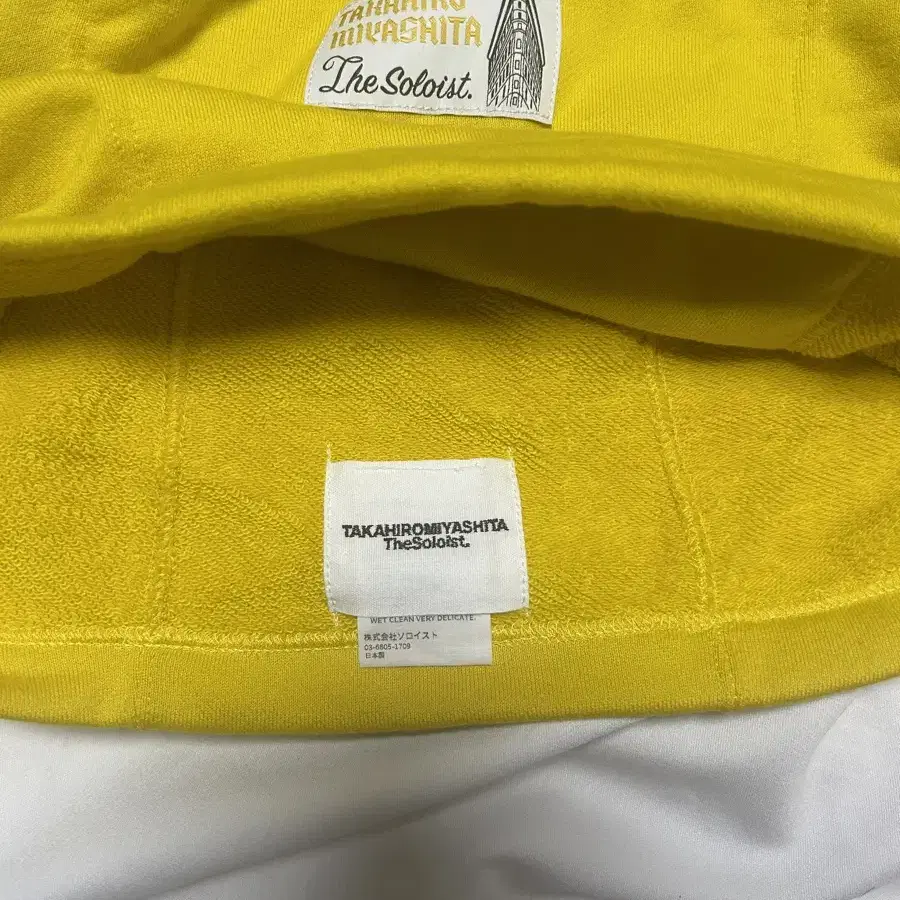 TAKAHIRO
MIYASHITA
The Soloist.
TAKAHIROMIYASHITA
TheSoloist.
WET CLEAN VERY DELICATE.
株式会社ソロイスト
03-6805-1709
日本製